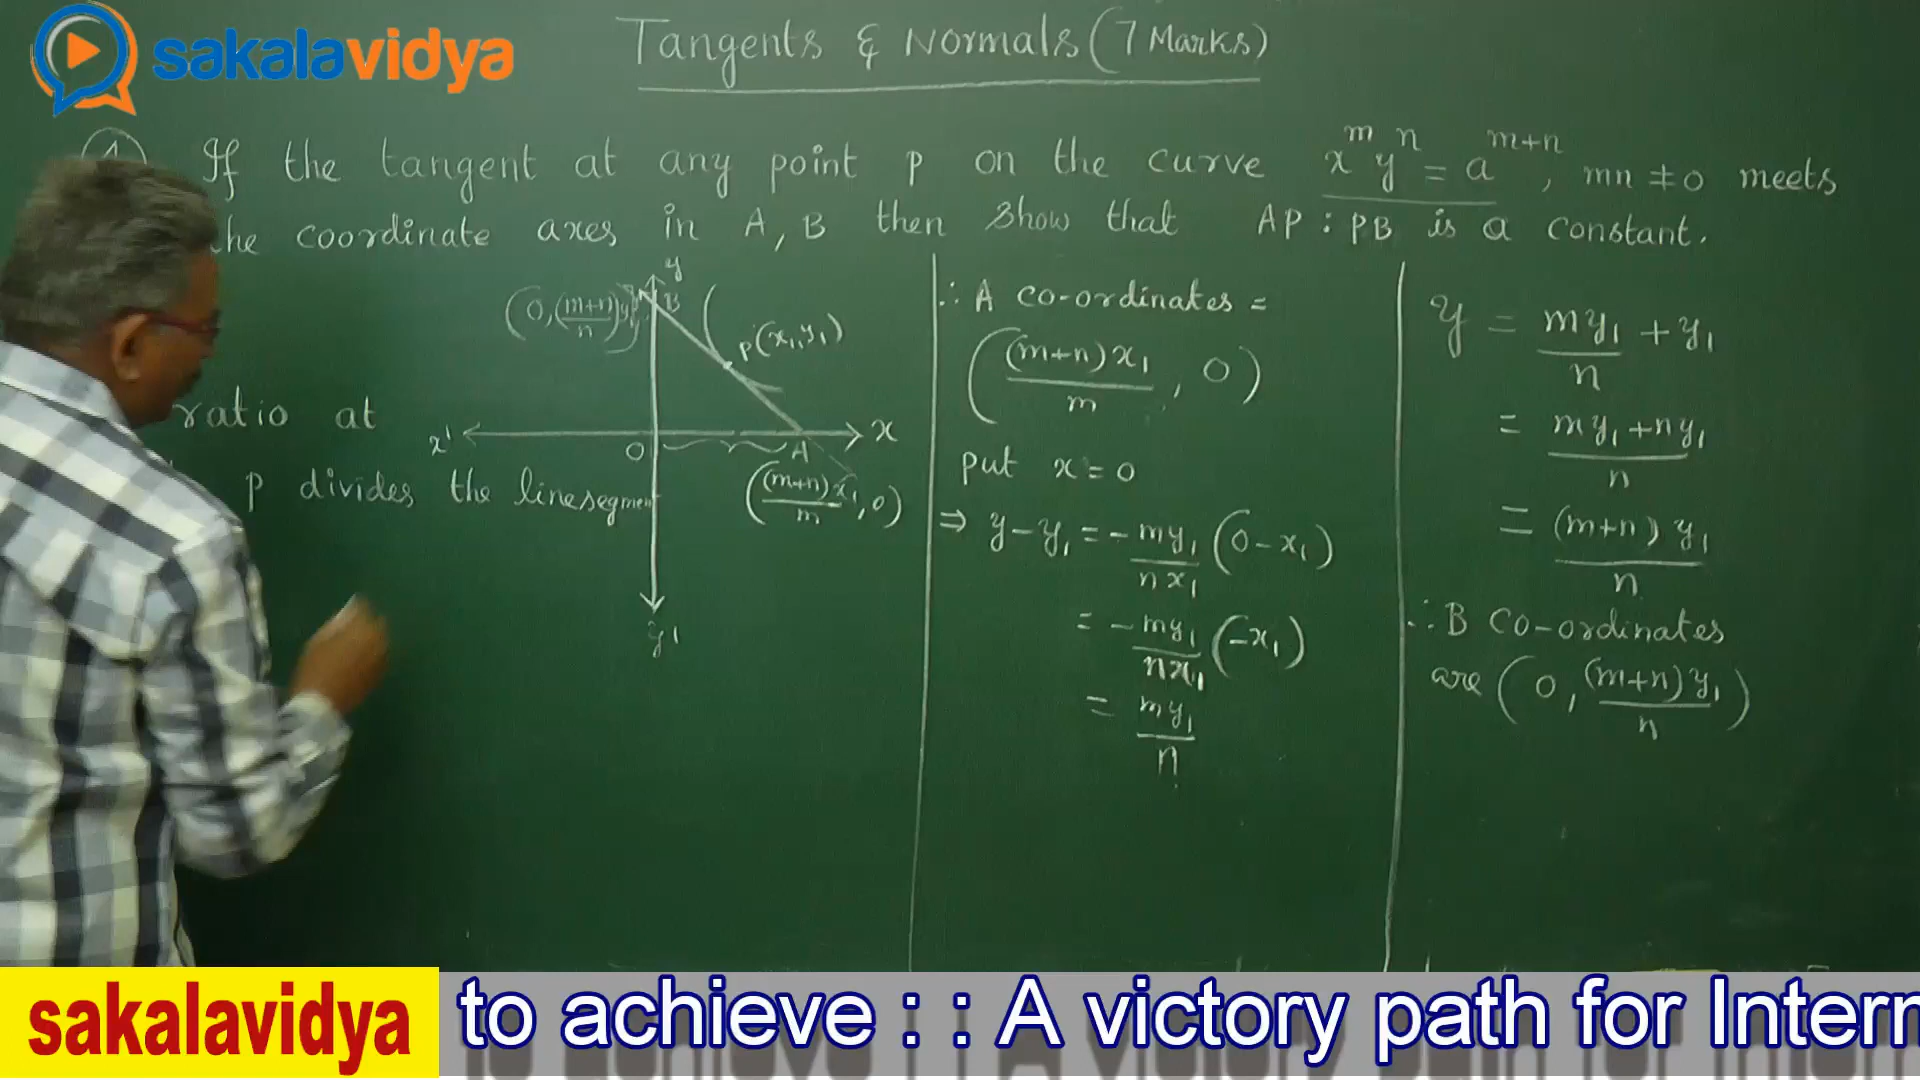 sakalavidya
Tangents & Normals (7 Marks)
If the tangent at any point P on the curve x^m y^n = a^{m+n}, mn ≠ 0 meets
the coordinate axes in A, B then show that AP : PB is a constant.
ratio at
P divides the line segment
y
B
(0, (m+n)/n y₁)
P(x₁, y₁)
x'
O
A
x
((m+n)x₁/m, 0)
y'
∴ A co-ordinates =
((m+n)x₁/m, 0)
put x = 0
⇒ y - y₁ = - my₁/nx₁ (0 - x₁)
= - my₁/nx₁ (-x₁)
= my₁/n
y = my₁/n + y₁
= my₁ + ny₁/n
= (m+n) y₁/n
∴ B co-ordinates
are (0, (m+n)y₁/n)
sakalavidya
to achieve : : A victory path for Intern